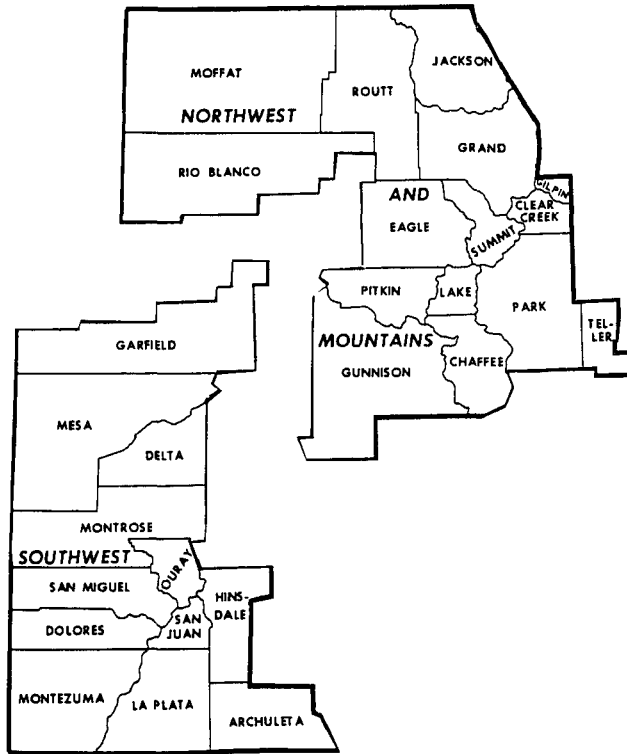 JACKSON
MOFFAT
ROUTT
NORTHWEST
GRAND
RIO BLANCO
GILPIN
AND
CLEAR
CREEK
EAGLE
SUMMIT
PITKIN
LAKE
PARK
TEL-
LER
GARFIELD
MOUNTAINS
CHAFFEE
GUNNISON
MESA
DELTA
MONTROSE
SOUTHWEST
OURAY
SAN MIGUEL
HINS-
DALE
SAN
JUAN
DOLORES
MONTEZUMA
LA PLATA
ARCHULETA